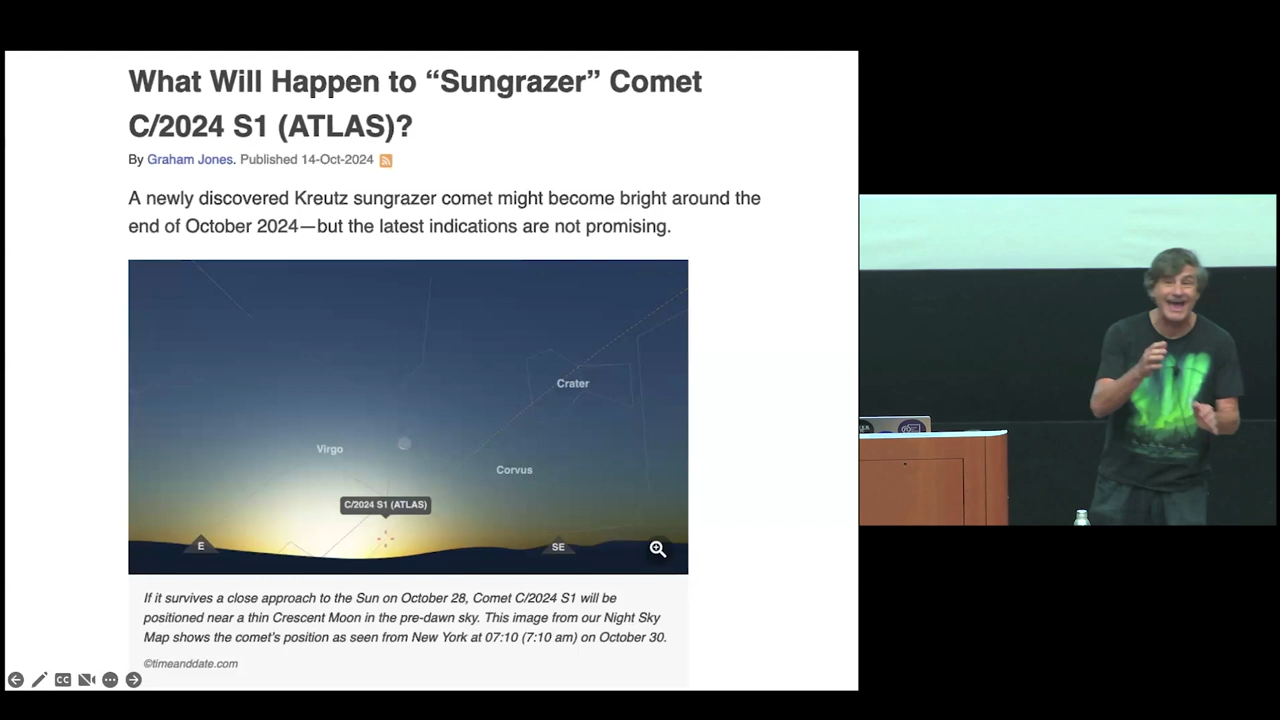 What Will Happen to “Sungrazer” Comet
C/2024 S1 (ATLAS)?
By Graham Jones. Published 14-Oct-2024
A newly discovered Kreutz sungrazer comet might become bright around the
end of October 2024—but the latest indications are not promising.
Crater
Virgo
Corvus
C/2024 S1 (ATLAS)
E
SE
If it survives a close approach to the Sun on October 28, Comet C/2024 S1 will be
positioned near a thin Crescent Moon in the pre-dawn sky. This image from our Night Sky
Map shows the comet’s position as seen from New York at 07:10 (7:10 am) on October 30.
©timeanddate.com
CC